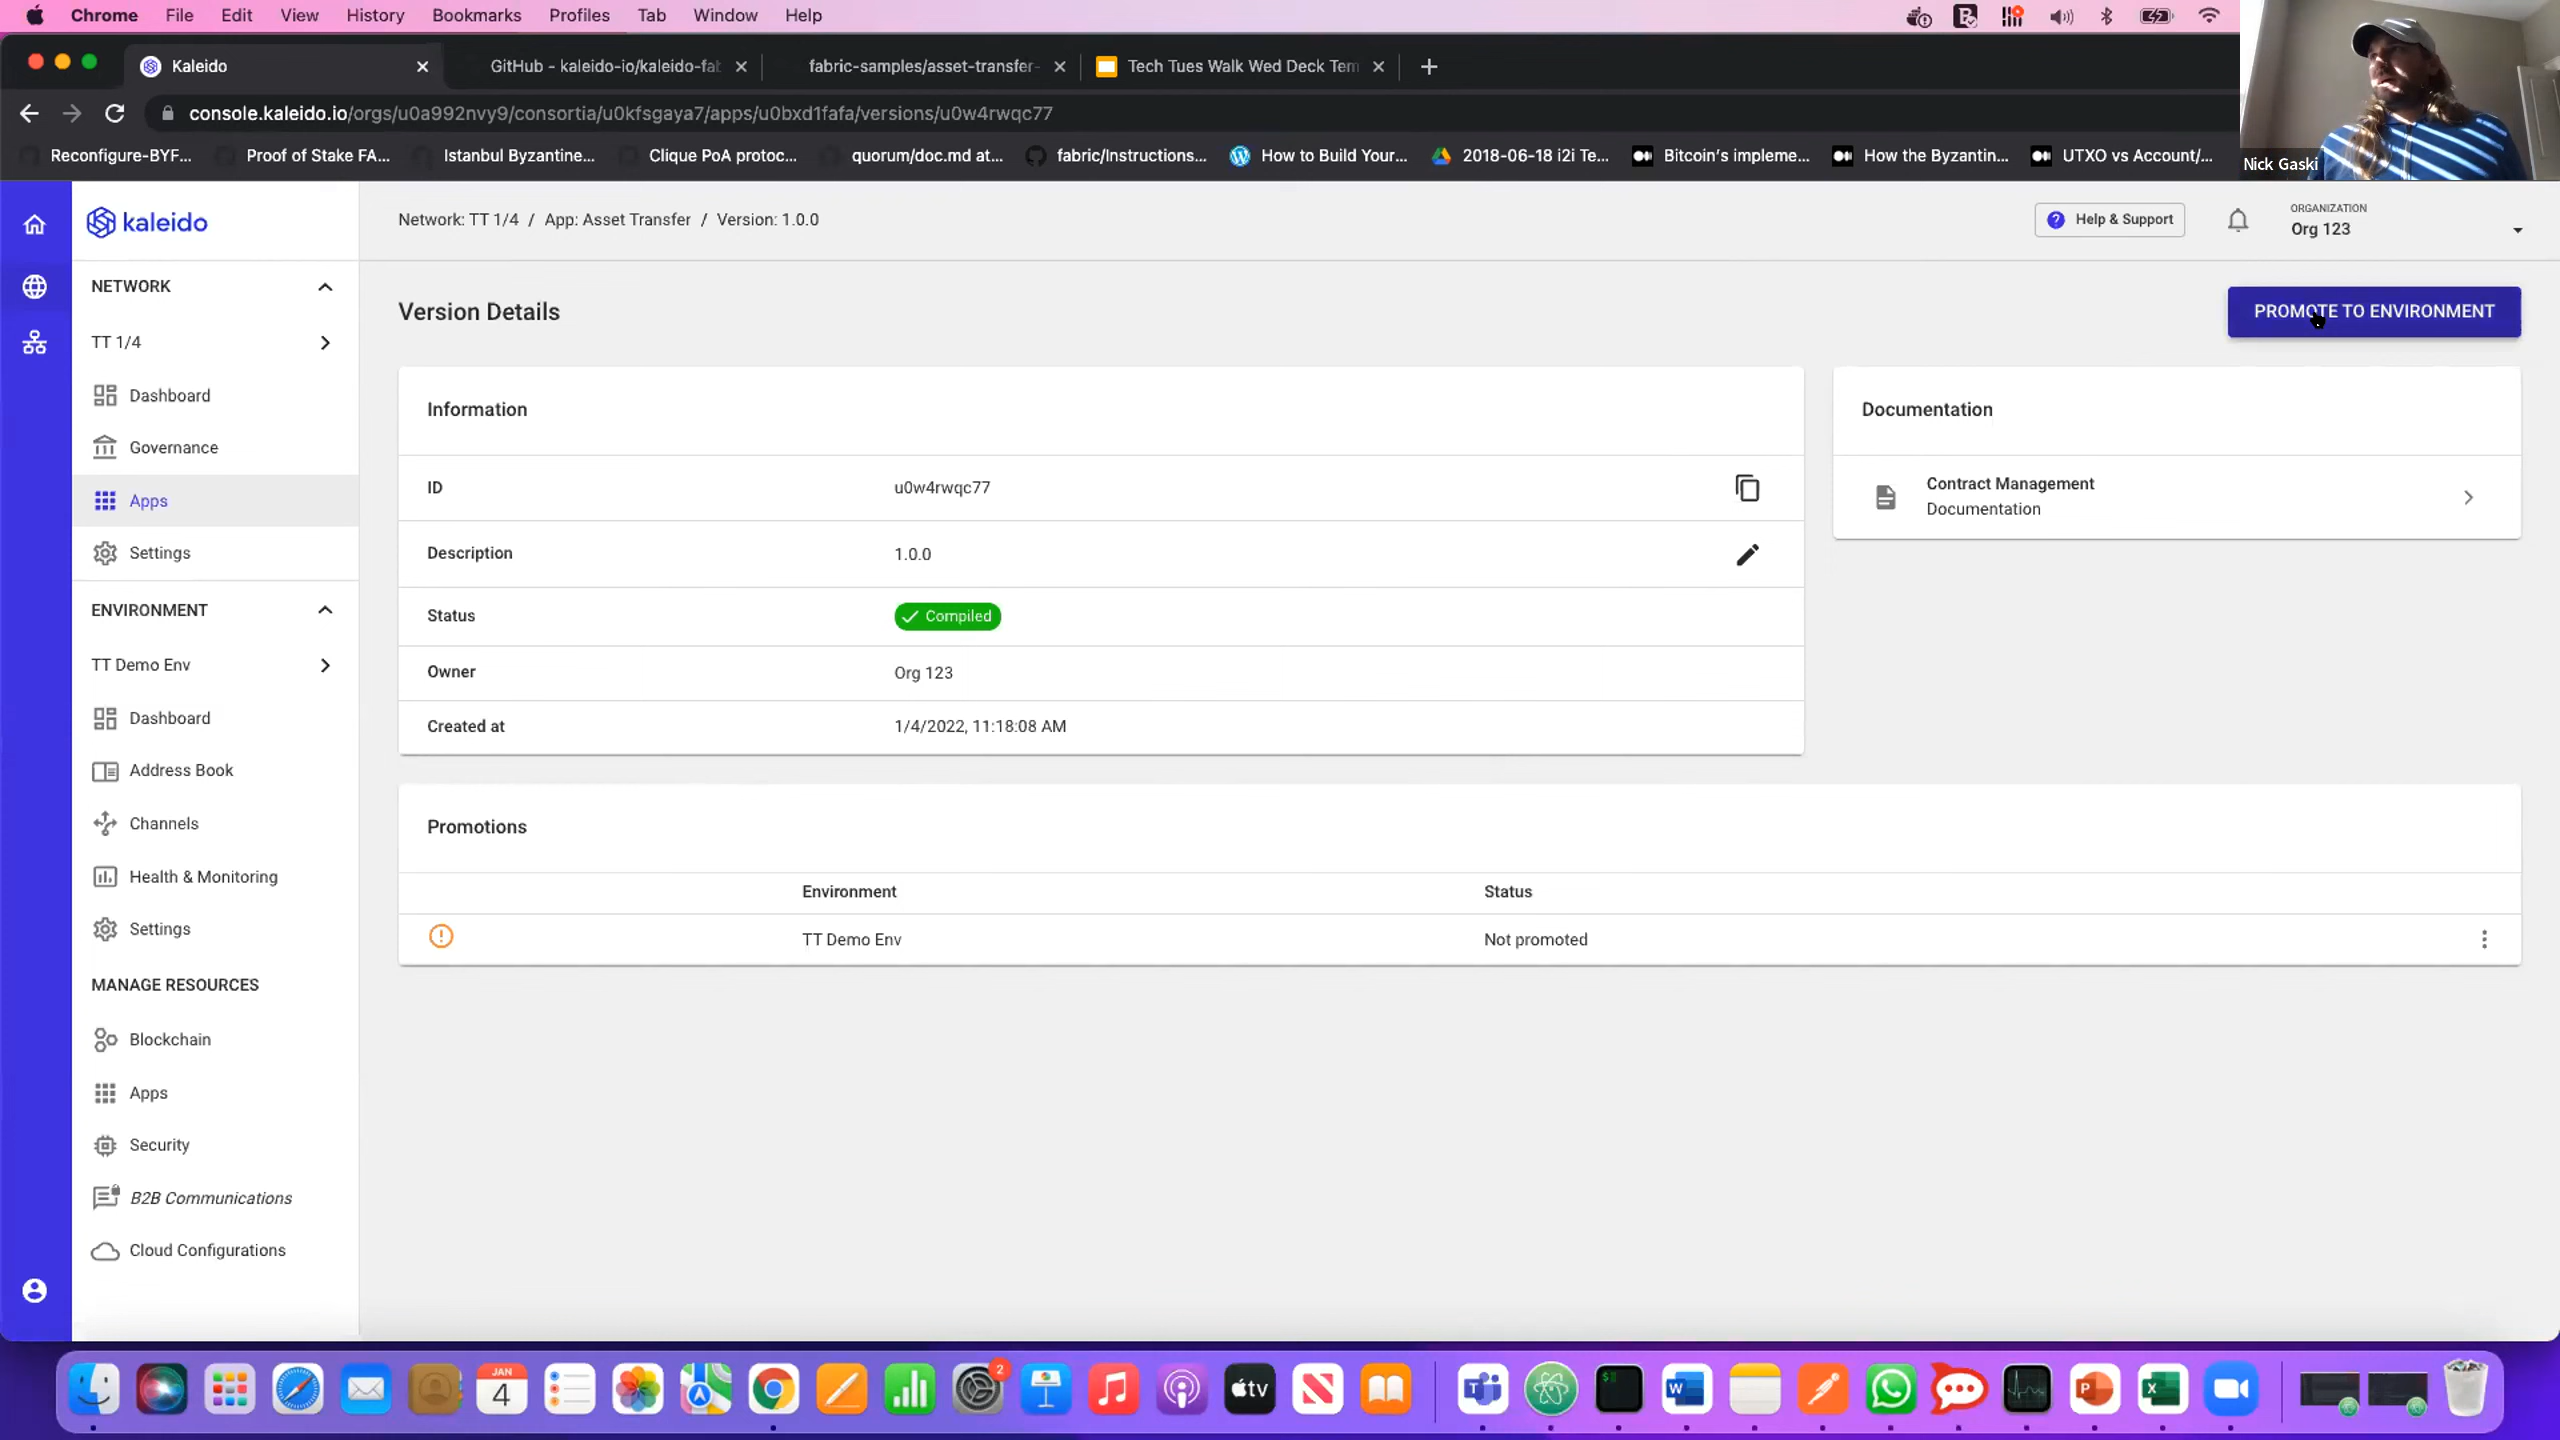 Chrome File Edit View History Bookmarks Profiles Tab Window Help
Kaleido
GitHub - kaleido-io/kaleido-fab
fabric-samples/asset-transfer-
Tech Tues Walk Wed Deck Tem
console.kaleido.io/orgs/u0a992nvy9/consortia/u0kfsgaya7/apps/u0bxd1fafa/versions/u0w4rwqc77
Reconfigure-BYF...
Proof of Stake FA...
Istanbul Byzantine...
Clique PoA protoc...
quorum/doc.md at...
fabric/Instructions...
How to Build Your...
2018-06-18 i2i Te...
Bitcoin's impleme...
How the Byzantin...
UTXO vs Account/...
Nick Gaski
kaleido
Network: TT 1/4 / App: Asset Transfer / Version: 1.0.0
Help & Support
ORGANIZATION
Org 123
NETWORK
TT 1/4
Dashboard
Governance
Apps
Settings
ENVIRONMENT
TT Demo Env
Dashboard
Address Book
Channels
Health & Monitoring
Settings
MANAGE RESOURCES
Blockchain
Apps
Security
B2B Communications
Cloud Configurations
Version Details
PROMOTE TO ENVIRONMENT
Information
ID u0w4rwqc77
Description 1.0.0
Status Compiled
Owner Org 123
Created at 1/4/2022, 11:18:08 AM
Documentation
Contract Management
Documentation
Promotions
Environment Status
TT Demo Env Not promoted
JAN
4
2
tv
$
W
P
X